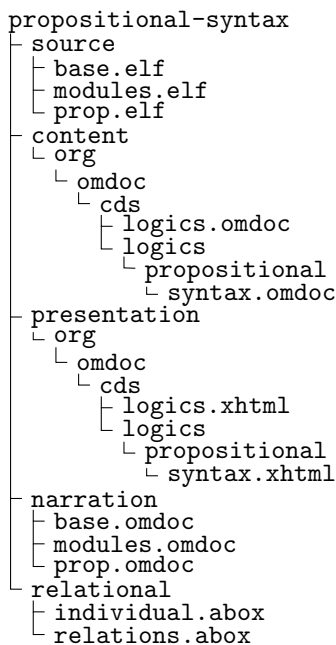 propositional-syntax
source
base.elf
modules.elf
prop.elf
content
org
omdoc
cds
logics.omdoc
logics
propositional
syntax.omdoc
presentation
org
omdoc
cds
logics.xhtml
logics
propositional
syntax.xhtml
narration
base.omdoc
modules.omdoc
prop.omdoc
relational
individual.abox
relations.abox